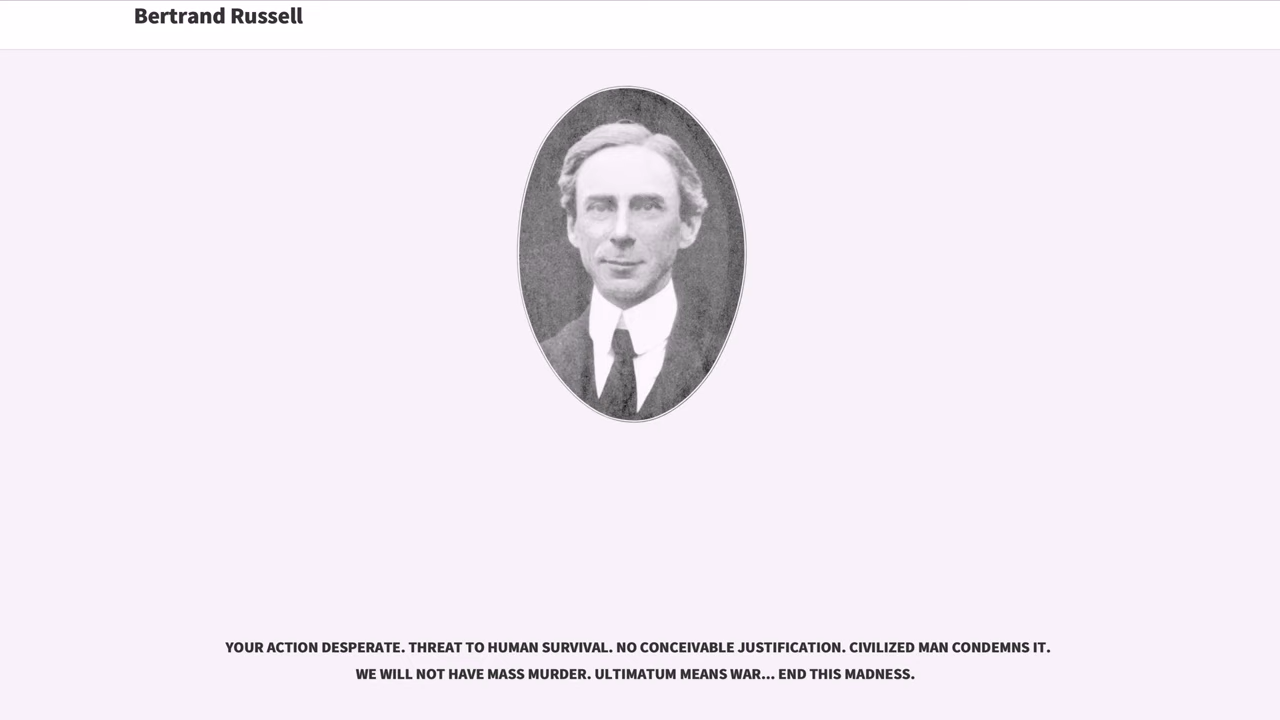 Bertrand Russell
YOUR ACTION DESPERATE. THREAT TO HUMAN SURVIVAL. NO CONCEIVABLE JUSTIFICATION. CIVILIZED MAN CONDEMNS IT.
WE WILL NOT HAVE MASS MURDER. ULTIMATUM MEANS WAR... END THIS MADNESS.